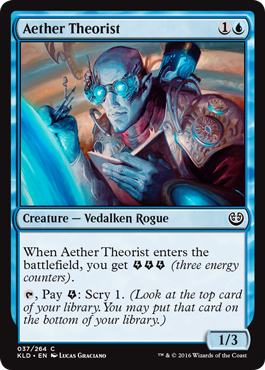 Aether Theorist 1
Creature — Vedalken Rogue
When Aether Theorist enters the
battlefield, you get (three energy
counters).
, Pay : Scry 1. (Look at the top card
of your library. You may put that card on
the bottom of your library.)
1/3
037/264 C
KLD • EN Lucas Graciano
™ & © 2016 Wizards of the Coast